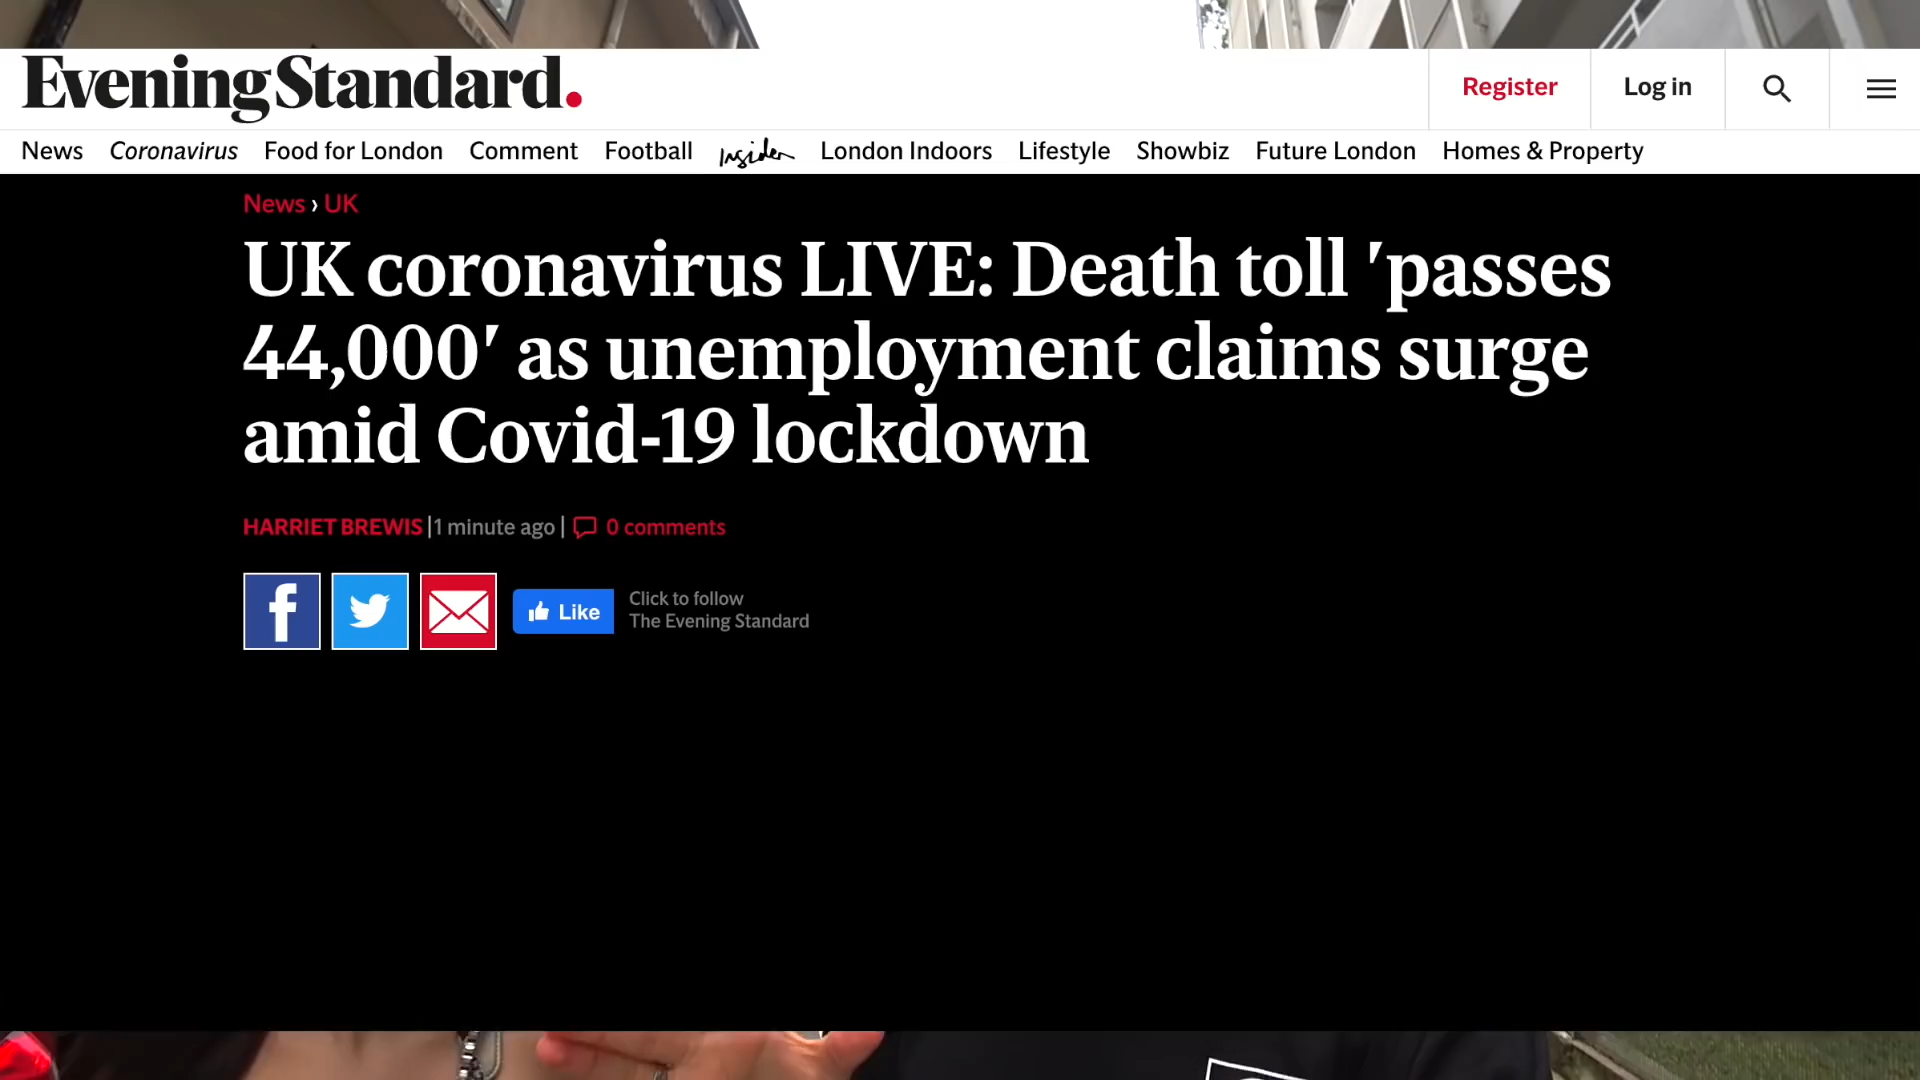 Evening Standard.
Register
Log in
News Coronavirus Food for London Comment Football Insider London Indoors Lifestyle Showbiz Future London Homes & Property
News › UK
UK coronavirus LIVE: Death toll 'passes
44,000' as unemployment claims surge
amid Covid-19 lockdown
HARRIET BREWIS | 1 minute ago | 0 comments
f
Like
Click to follow
The Evening Standard